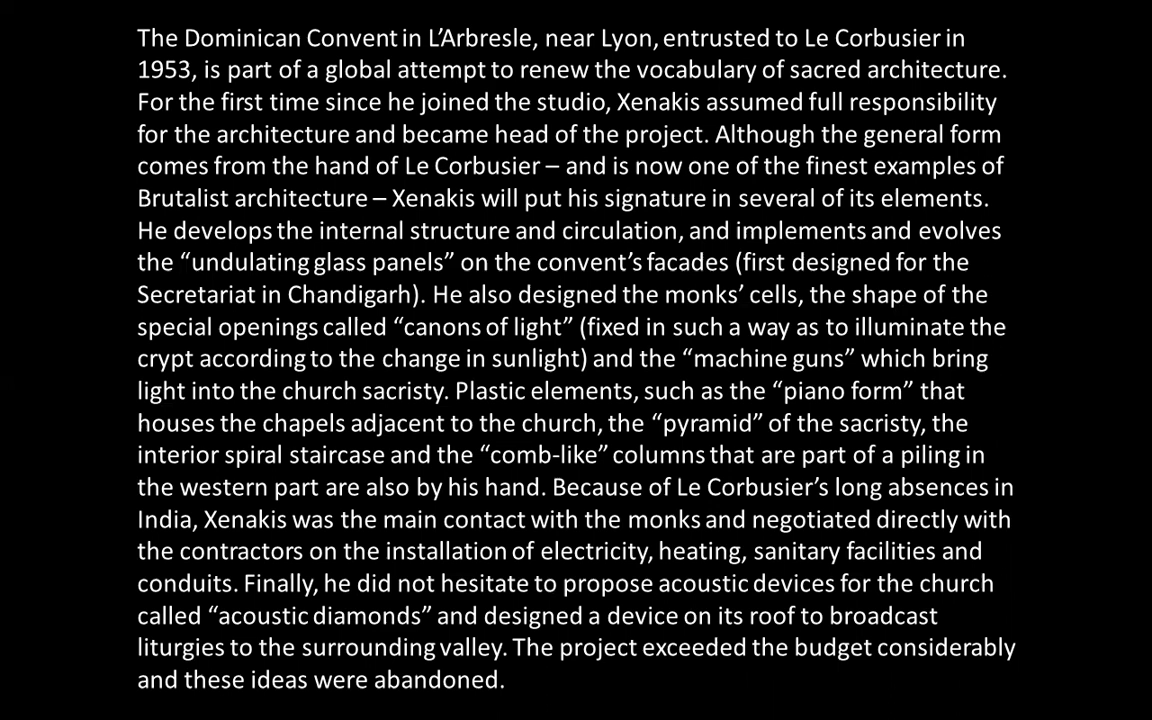 The Dominican Convent in L’Arbresle, near Lyon, entrusted to Le Corbusier in
1953, is part of a global attempt to renew the vocabulary of sacred architecture.
For the first time since he joined the studio, Xenakis assumed full responsibility
for the architecture and became head of the project. Although the general form
comes from the hand of Le Corbusier – and is now one of the finest examples of
Brutalist architecture – Xenakis will put his signature in several of its elements.
He develops the internal structure and circulation, and implements and evolves
the “undulating glass panels” on the convent’s facades (first designed for the
Secretariat in Chandigarh). He also designed the monks’ cells, the shape of the
special openings called “canons of light” (fixed in such a way as to illuminate the
crypt according to the change in sunlight) and the “machine guns” which bring
light into the church sacristy. Plastic elements, such as the “piano form” that
houses the chapels adjacent to the church, the “pyramid” of the sacristy, the
interior spiral staircase and the “comb-like” columns that are part of a piling in
the western part are also by his hand. Because of Le Corbusier’s long absences in
India, Xenakis was the main contact with the monks and negotiated directly with
the contractors on the installation of electricity, heating, sanitary facilities and
conduits. Finally, he did not hesitate to propose acoustic devices for the church
called “acoustic diamonds” and designed a device on its roof to broadcast
liturgies to the surrounding valley. The project exceeded the budget considerably
and these ideas were abandoned.